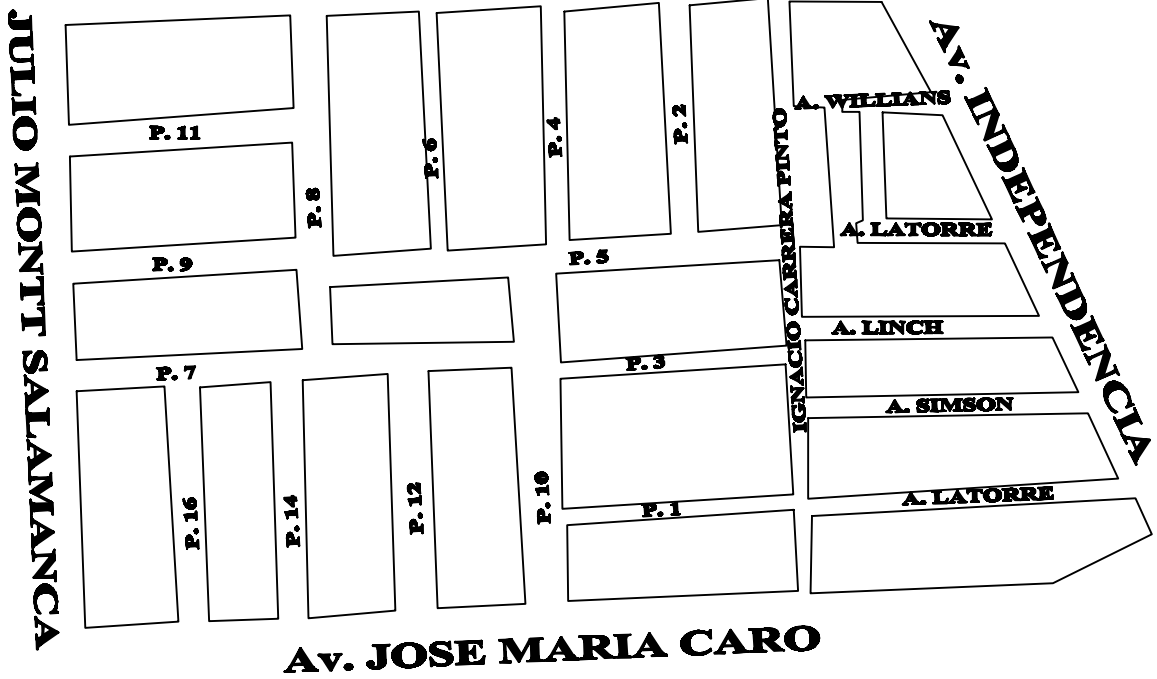 JULIO MONTT SALAMANCA
Av. INDEPENDENCIA
A. WILLIANS
P. 11
P. 8
P. 6
P. 4
P. 2
IGNACIO CARRERA PINTO
A. LATORRE
P. 9
P. 5
A. LINCH
P. 7
P. 3
A. SIMSON
P. 16
P. 14
P. 12
P. 10
P. 1
A. LATORRE
Av. JOSE MARIA CARO